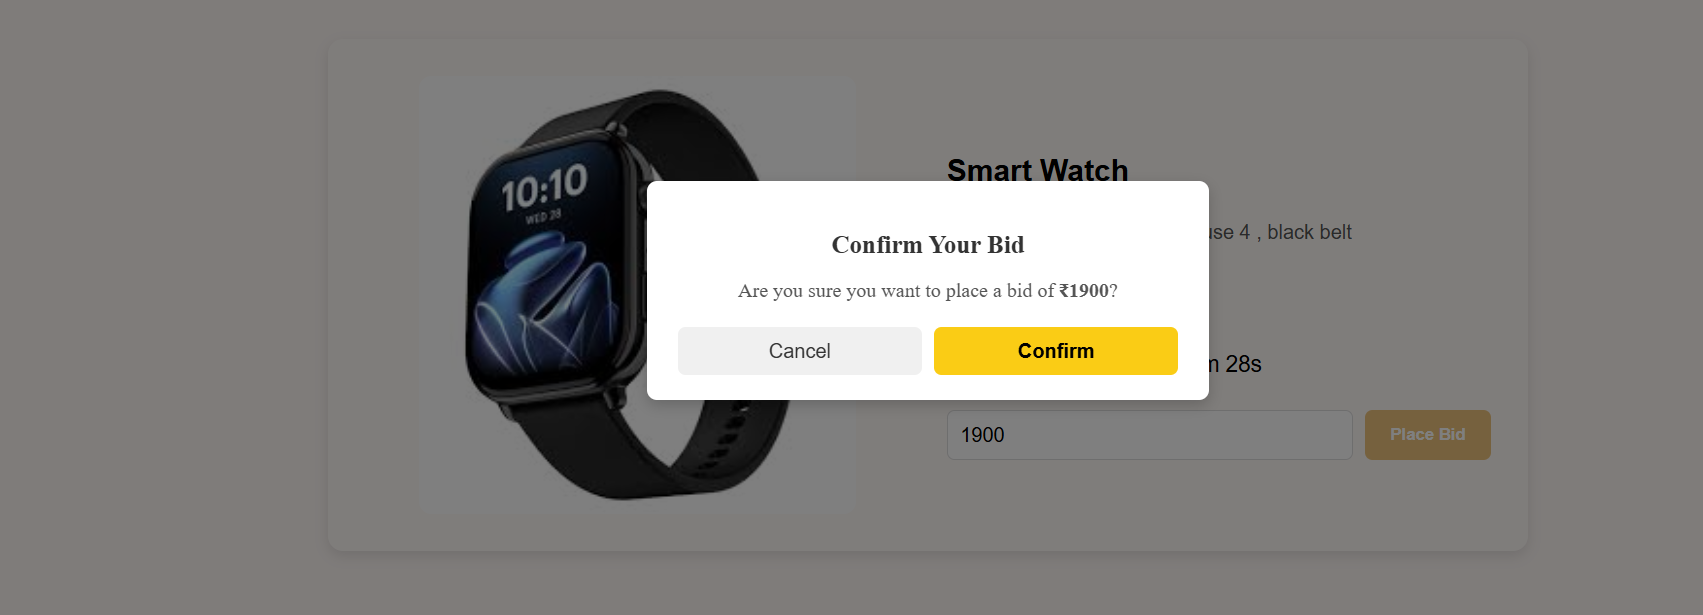 10:10
WED 28
Smart Watch
4 , black belt
Confirm Your Bid
Are you sure you want to place a bid of ₹1900?
Cancel
Confirm
28s
1900
Place Bid